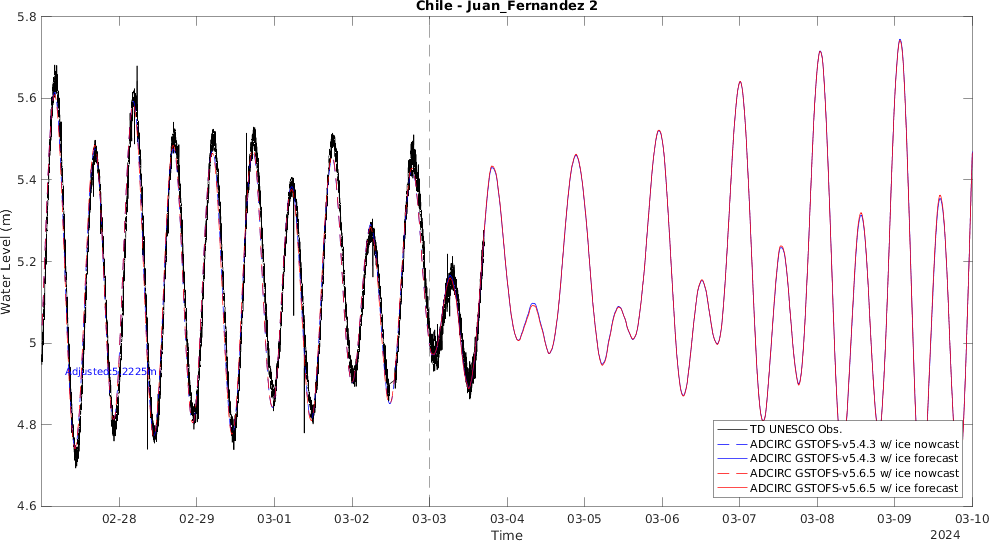 Chile - Juan_Fernandez 2
5.8
5.6
5.4
5.2
5
4.8
4.6
Water Level (m)
Adjusted:5.2225m
TD UNESCO Obs.
ADCIRC GSTOFS-v5.4.3 w/ ice nowcast
ADCIRC GSTOFS-v5.4.3 w/ ice forecast
ADCIRC GSTOFS-v5.6.5 w/ ice nowcast
ADCIRC GSTOFS-v5.6.5 w/ ice forecast
02-28 02-29 03-01 03-02 03-03 03-04 03-05 03-06 03-07 03-08 03-09 03-10
Time
2024